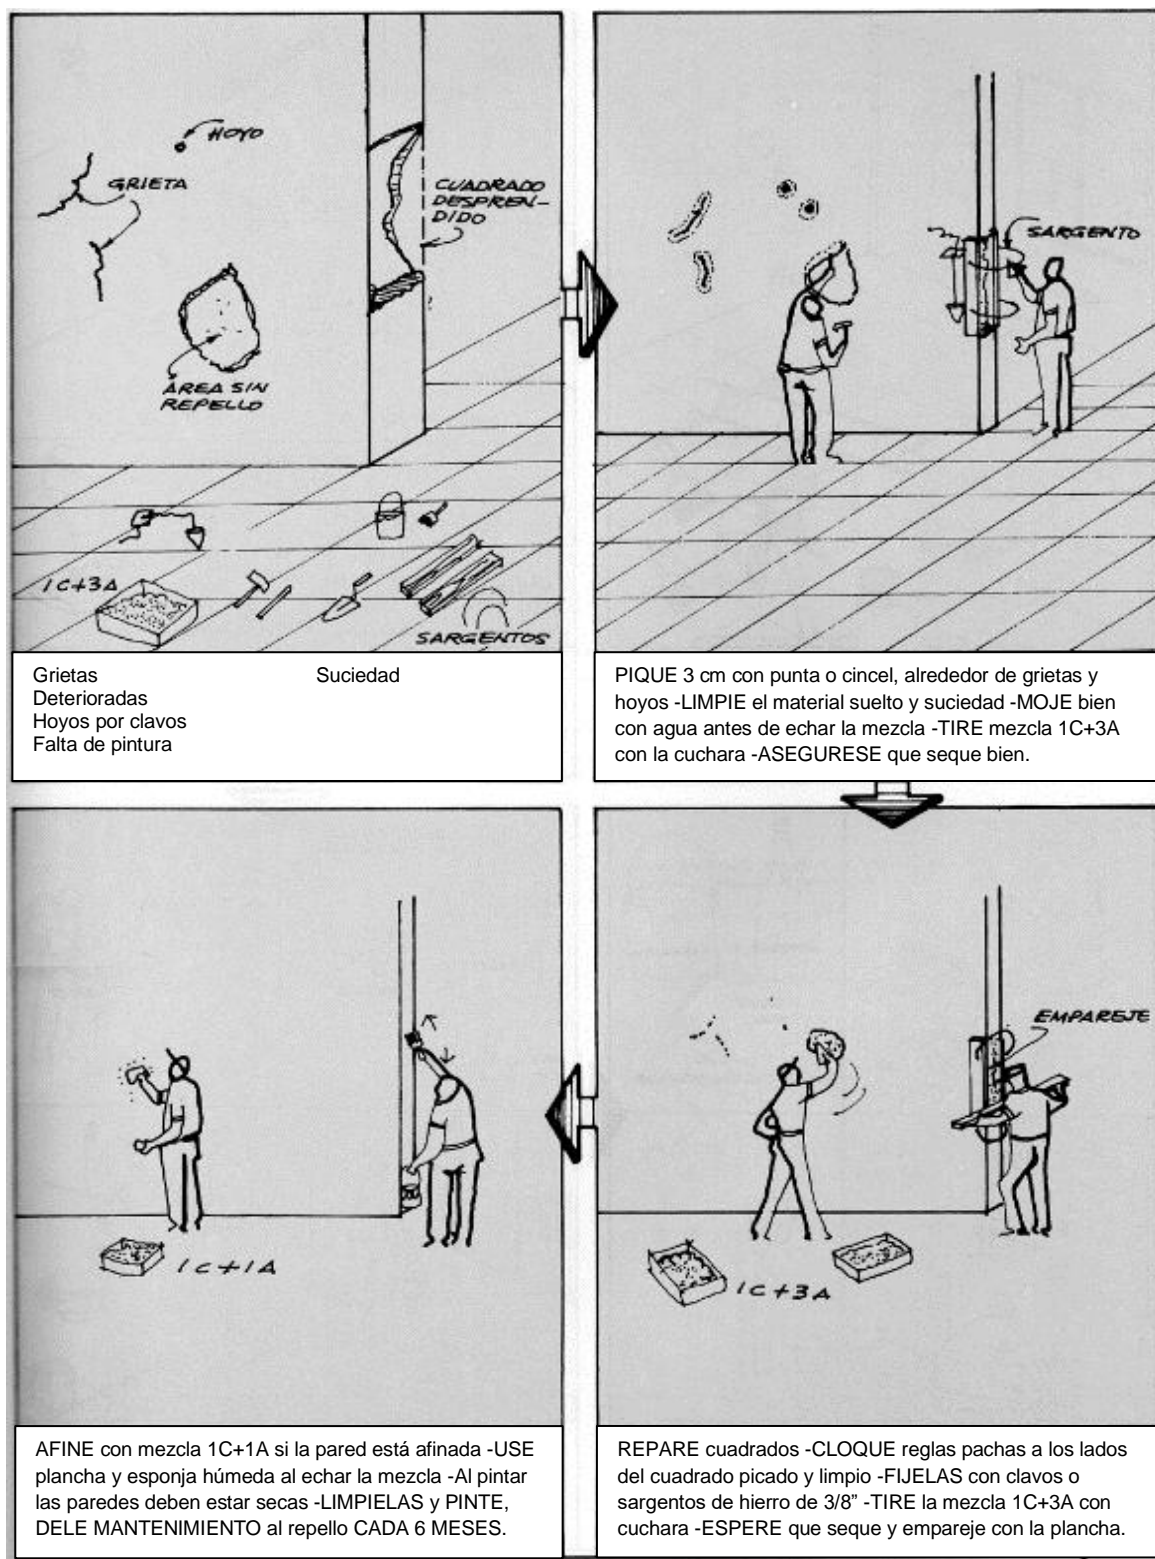 HOYO
GRIETA
CUADRADO
DESPREN-
DIDO
ÁREA SIN
REPELLO
1C+3A
SARGENTOS
Grietas Suciedad
Deterioradas
Hoyos por clavos
Falta de pintura
SARGENTO
PIQUE 3 cm con punta o cincel, alrededor de grietas y
hoyos -LIMPIE el material suelto y suciedad -MOJE bien
con agua antes de echar la mezcla -TIRE mezcla 1C+3A
con la cuchara -ASEGURESE que seque bien.
EMPAREJE
1C+3A
REPARE cuadrados -CLOQUE reglas pachas a los lados
del cuadrado picado y limpio -FIJELAS con clavos o
sargentos de hierro de 3/8” -TIRE la mezcla 1C+3A con
cuchara -ESPERE que seque y empareje con la plancha.
1C+1A
AFINE con mezcla 1C+1A si la pared está afinada -USE
plancha y esponja húmeda al echar la mezcla -Al pintar
las paredes deben estar secas -LIMPIELAS y PINTE,
DELE MANTENIMIENTO al repello CADA 6 MESES.